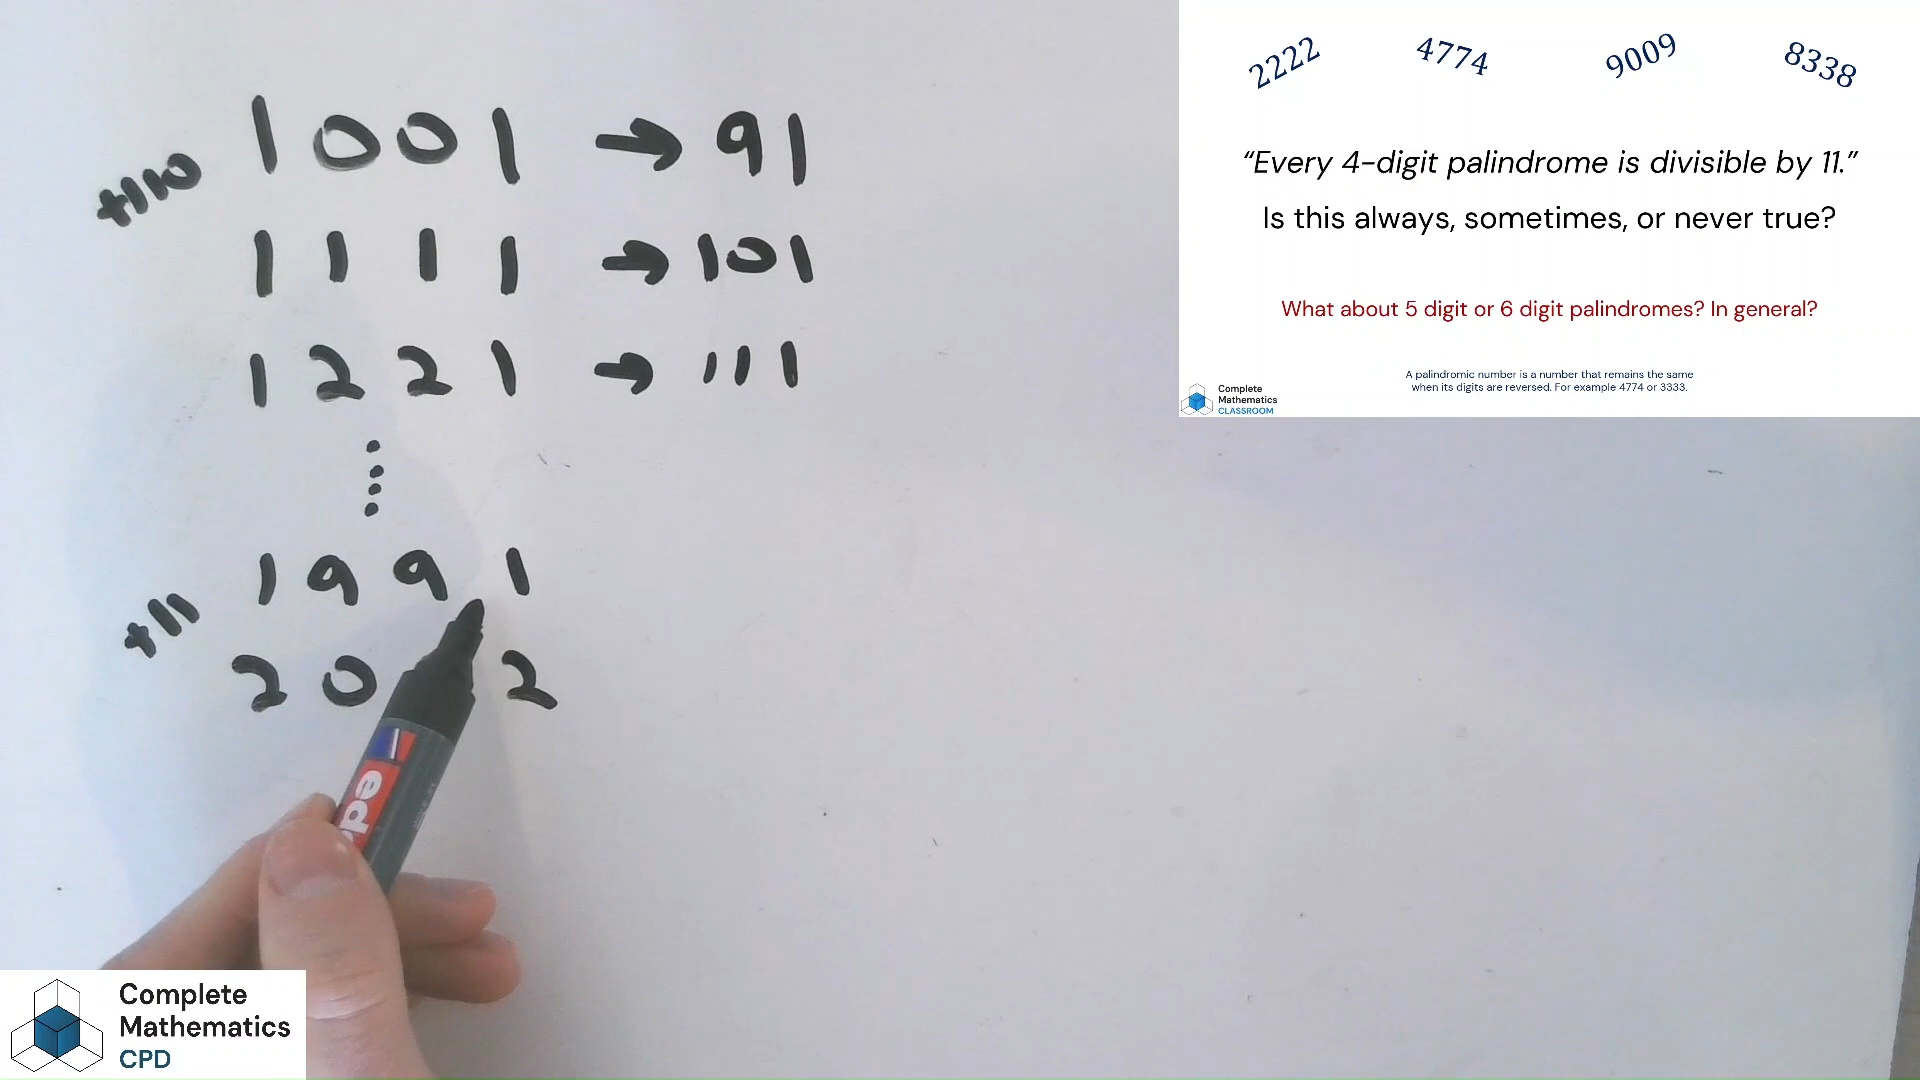 2222 4774 9009 8338
“Every 4-digit palindrome is divisible by 11.”
Is this always, sometimes, or never true?
What about 5 digit or 6 digit palindromes? In general?
A palindromic number is a number that remains the same
when its digits are reversed. For example 4774 or 3333.
Complete
Mathematics
CLASSROOM
1001 → 91
+110
1111 → 101
1221 → 111
1991
+11
20 2
Complete
Mathematics
CPD